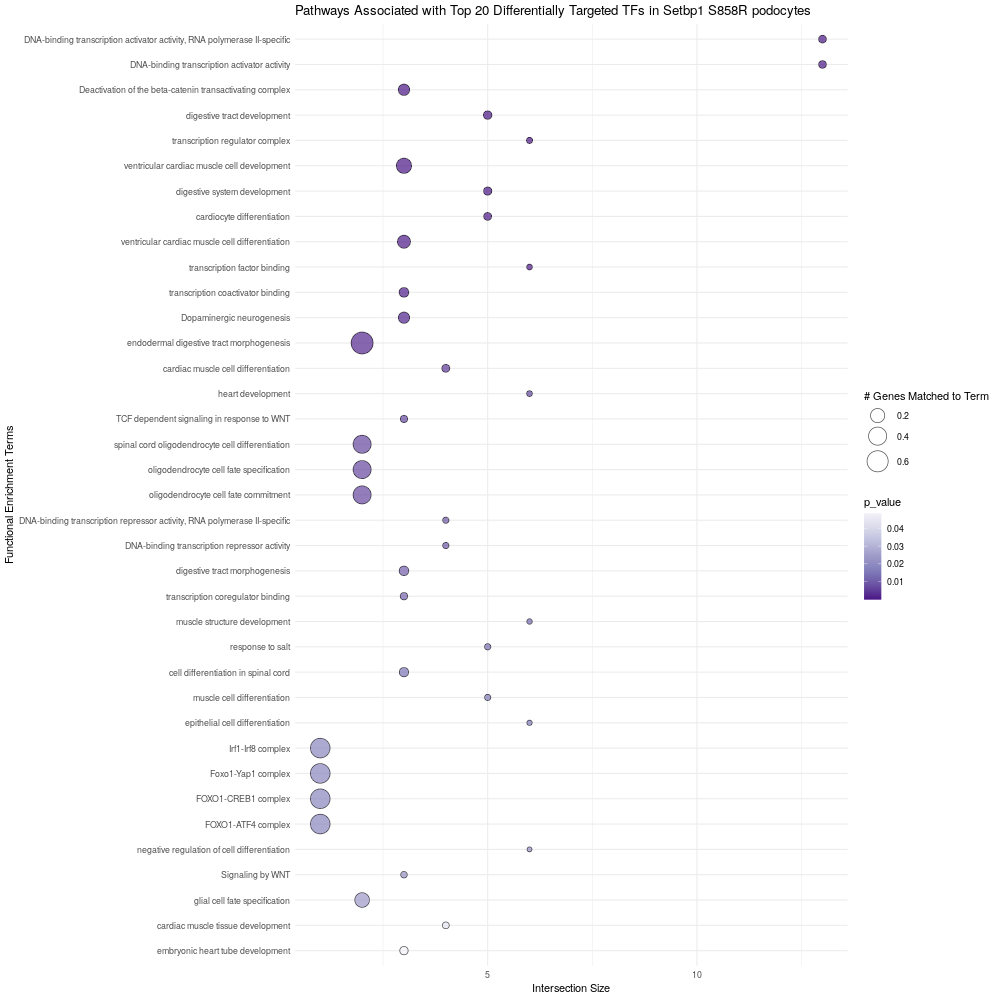 Pathways Associated with Top 20 Differentially Targeted TFs in Setbp1 S858R podocytes
Functional Enrichment Terms
DNA-binding transcription activator activity, RNA polymerase II-specific
DNA-binding transcription activator activity
Deactivation of the beta-catenin transactivating complex
digestive tract development
transcription regulator complex
ventricular cardiac muscle cell development
digestive system development
cardiocyte differentiation
ventricular cardiac muscle cell differentiation
transcription factor binding
transcription coactivator binding
Dopaminergic neurogenesis
endodermal digestive tract morphogenesis
cardiac muscle cell differentiation
heart development
TCF dependent signaling in response to WNT
spinal cord oligodendrocyte cell differentiation
oligodendrocyte cell fate specification
oligodendrocyte cell fate commitment
DNA-binding transcription repressor activity, RNA polymerase II-specific
DNA-binding transcription repressor activity
digestive tract morphogenesis
transcription coregulator binding
muscle structure development
response to salt
cell differentiation in spinal cord
muscle cell differentiation
epithelial cell differentiation
Irf1-Irf8 complex
Foxo1-Yap1 complex
FOXO1-CREB1 complex
FOXO1-ATF4 complex
negative regulation of cell differentiation
Signaling by WNT
glial cell fate specification
cardiac muscle tissue development
embryonic heart tube development
5
10
Intersection Size
# Genes Matched to Term
0.2
0.4
0.6
p_value
0.04
0.03
0.02
0.01